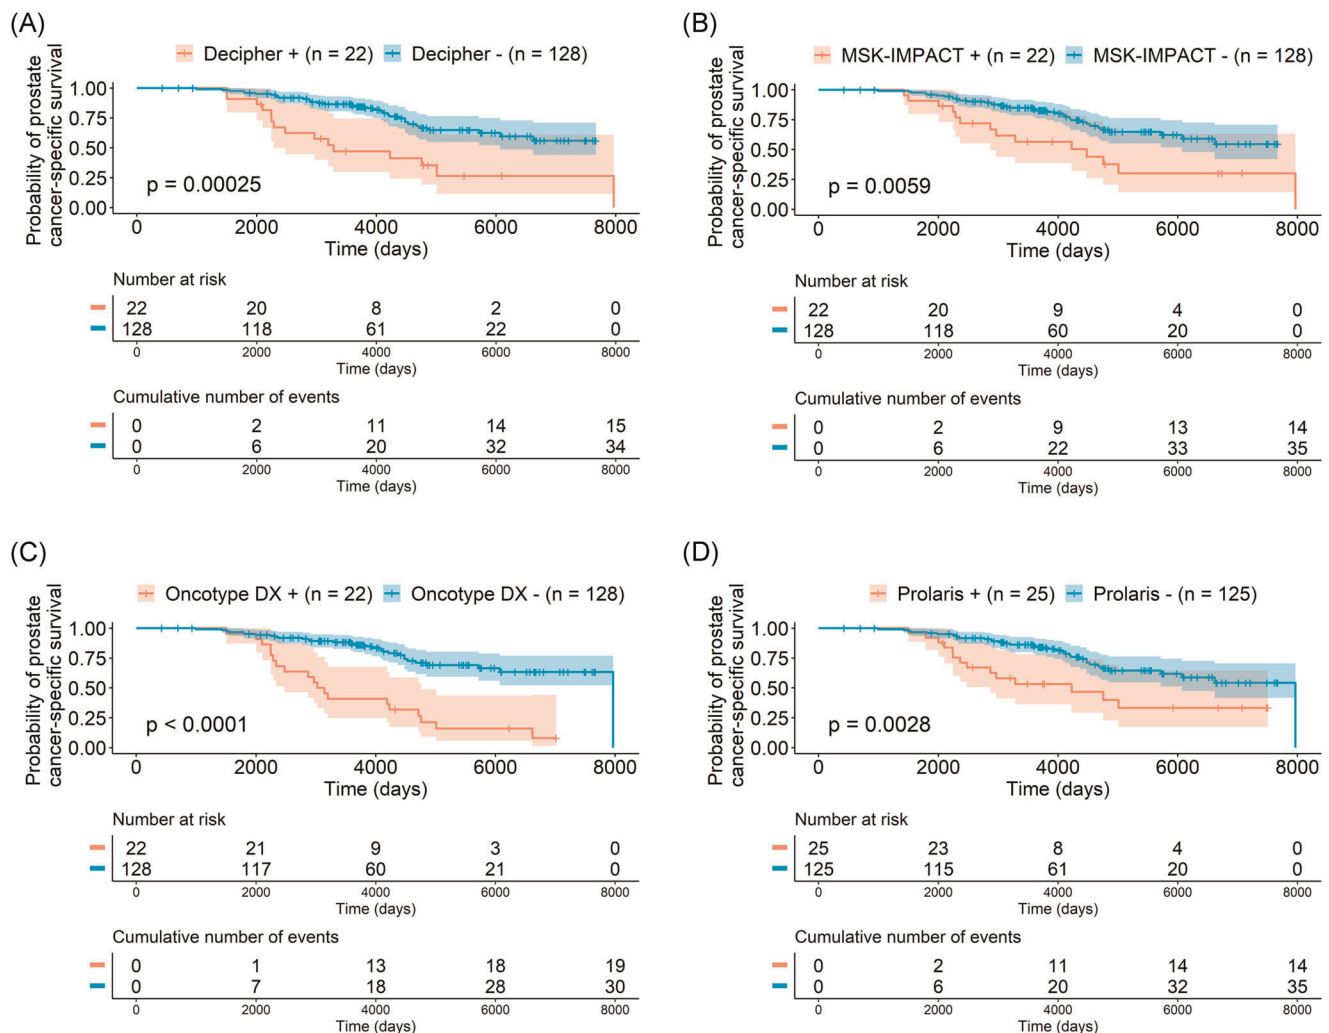 (A)
Decipher + (n = 22) Decipher - (n = 128)
Probability of prostate
cancer-specific survival
1.00
0.75
0.50
0.25
0.00
p = 0.00025
0 2000 4000 6000 8000
Time (days)
Number at risk
22 20 8 2 0
128 118 61 22 0
0 2000 4000 6000 8000
Time (days)
Cumulative number of events
0 2 11 14 15
0 6 20 32 34
0 2000 4000 6000 8000
Time (days)
(B)
MSK-IMPACT + (n = 22) MSK-IMPACT - (n = 128)
Probability of prostate
cancer-specific survival
1.00
0.75
0.50
0.25
0.00
p = 0.0059
0 2000 4000 6000 8000
Time (days)
Number at risk
22 20 9 4 0
128 118 60 20 0
0 2000 4000 6000 8000
Time (days)
Cumulative number of events
0 2 9 13 14
0 6 22 33 35
0 2000 4000 6000 8000
Time (days)
(C)
Oncotype DX + (n = 22) Oncotype DX - (n = 128)
Probability of prostate
cancer-specific survival
1.00
0.75
0.50
0.25
0.00
p < 0.0001
0 2000 4000 6000 8000
Time (days)
Number at risk
22 21 9 3 0
128 117 60 21 0
0 2000 4000 6000 8000
Time (days)
Cumulative number of events
0 1 13 18 19
0 7 18 28 30
0 2000 4000 6000 8000
Time (days)
(D)
Prolaris + (n = 25) Prolaris - (n = 125)
Probability of prostate
cancer-specific survival
1.00
0.75
0.50
0.25
0.00
p = 0.0028
0 2000 4000 6000 8000
Time (days)
Number at risk
25 23 8 4 0
125 115 61 20 0
0 2000 4000 6000 8000
Time (days)
Cumulative number of events
0 2 11 14 14
0 6 20 32 35
0 2000 4000 6000 8000
Time (days)